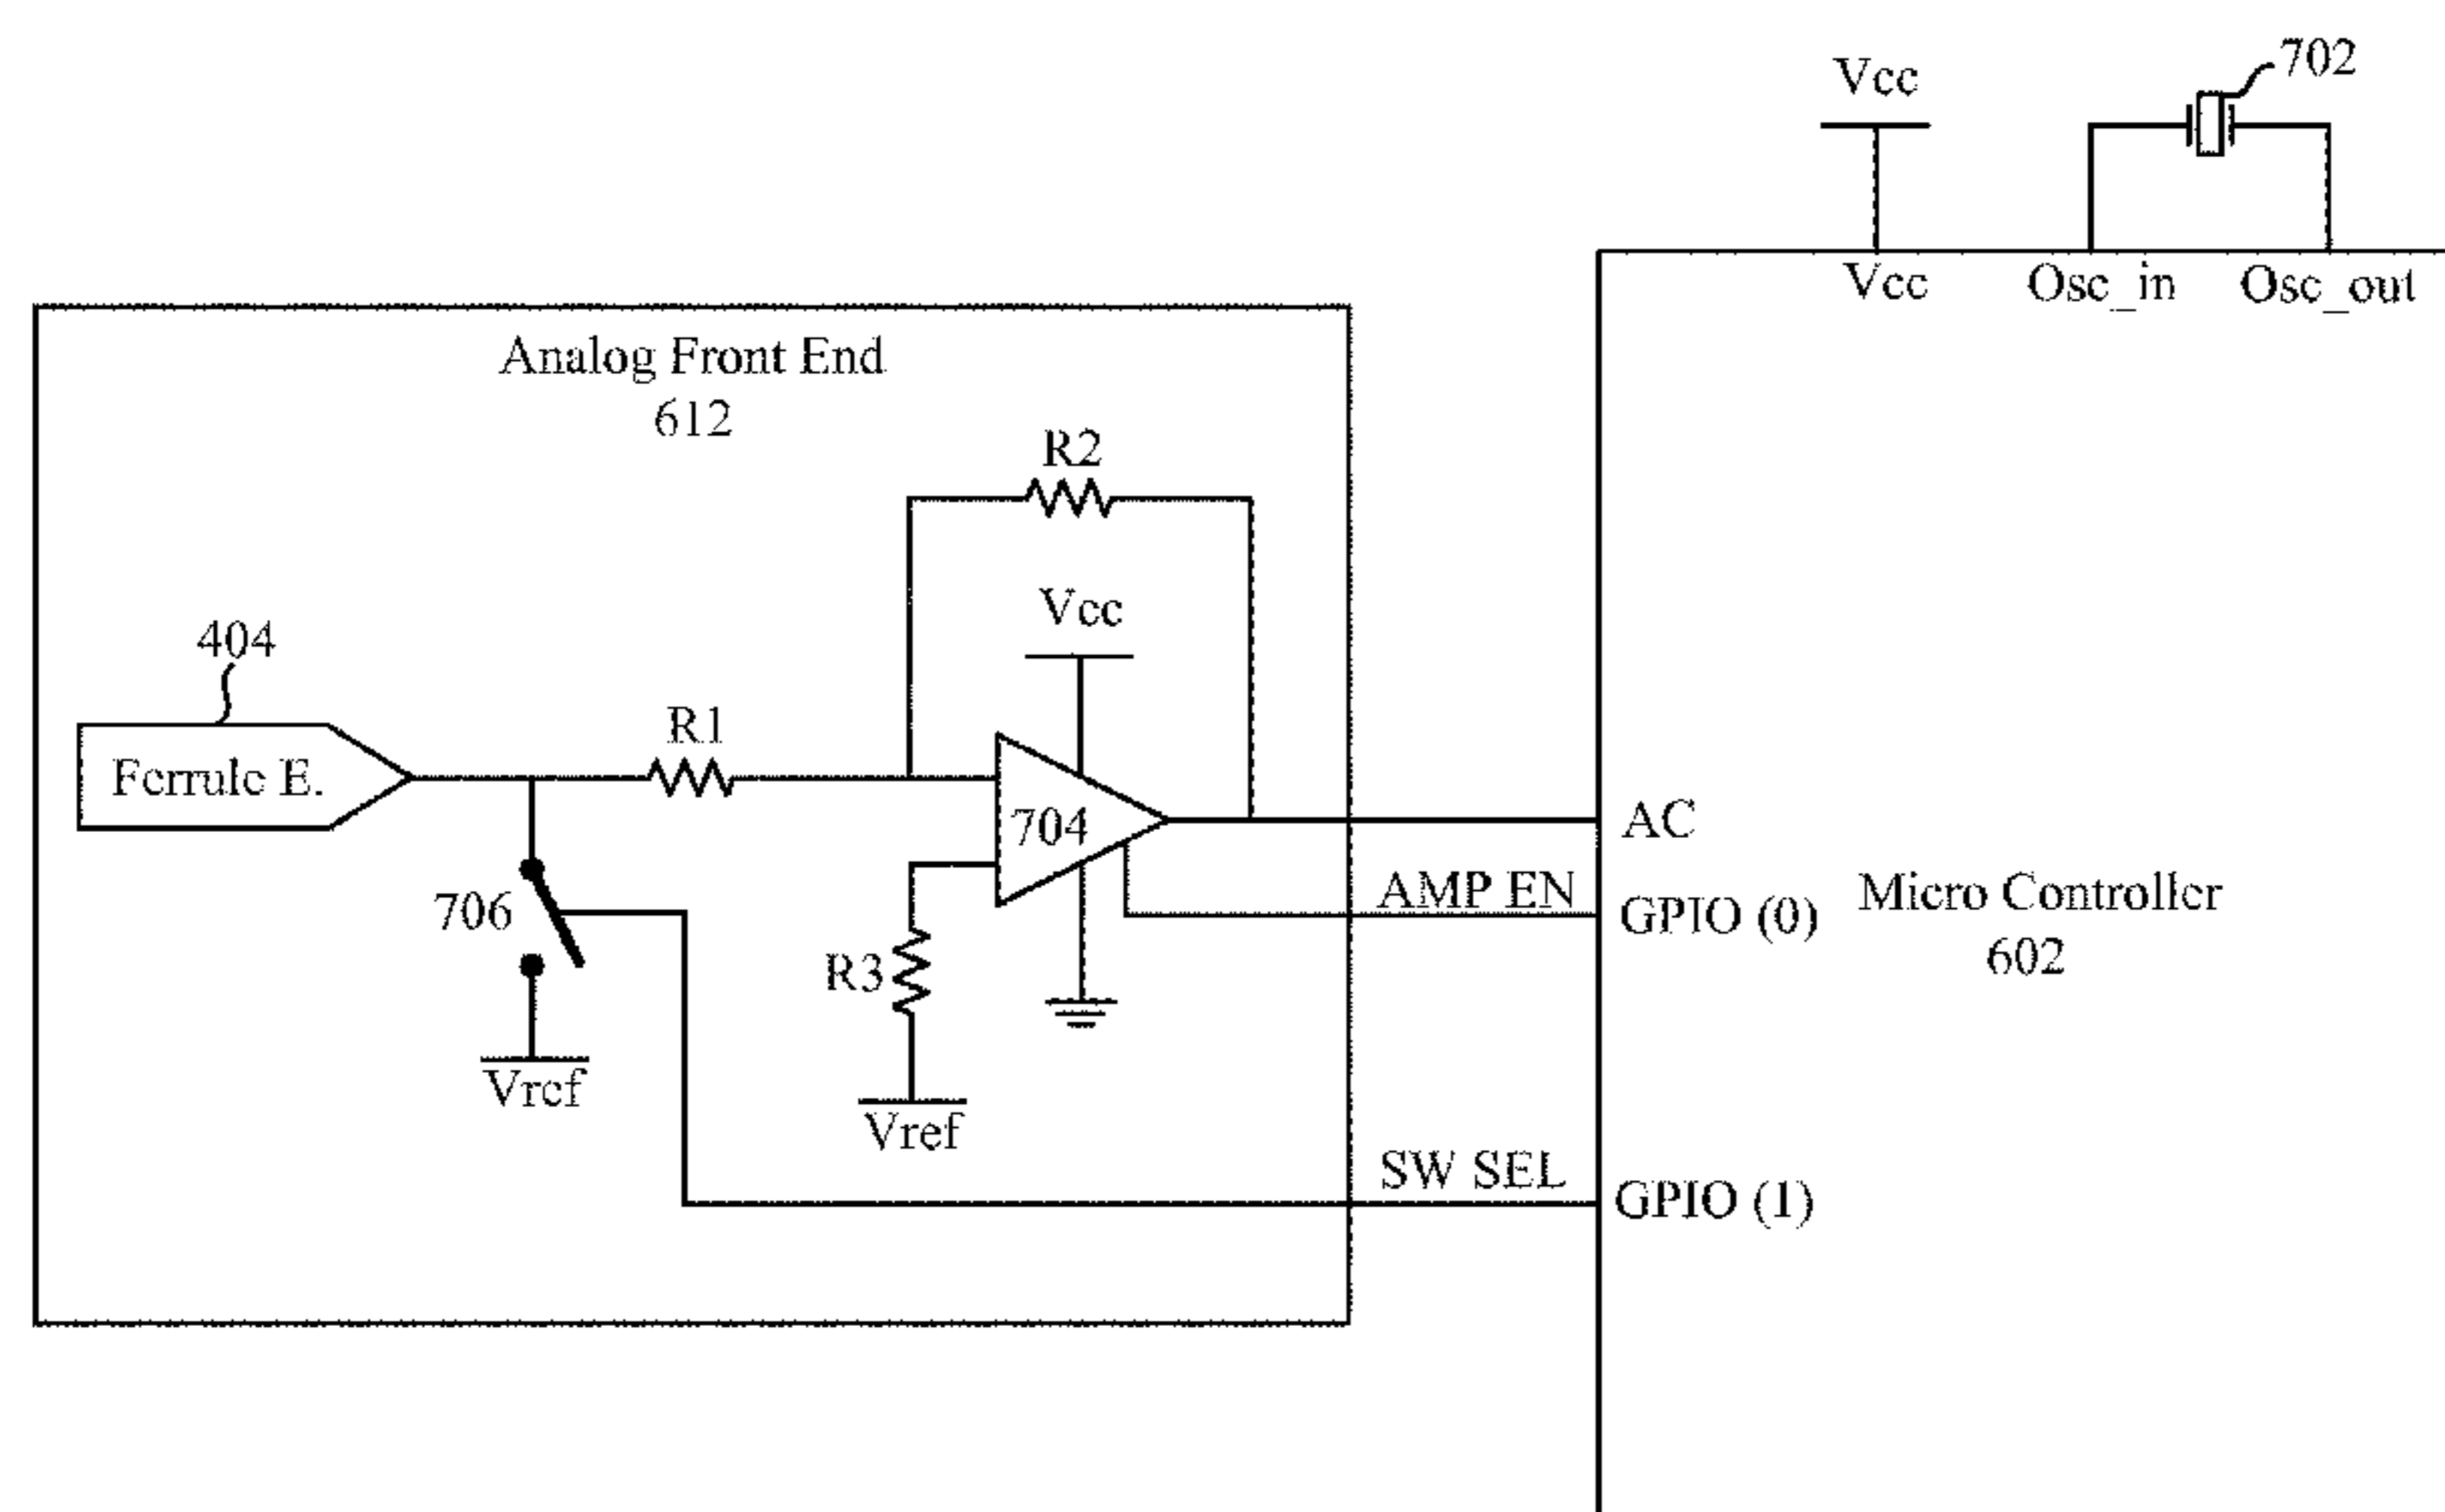 702
Vcc
Vcc
Osc_in
Osc_out
Analog Front End
612
R2
Vcc
404
R1
Ferrule E.
704
AC
AMP EN
706
GPIO (0)
Micro Controller
602
R3
Vref
Vref
SW SEL
GPIO (1)